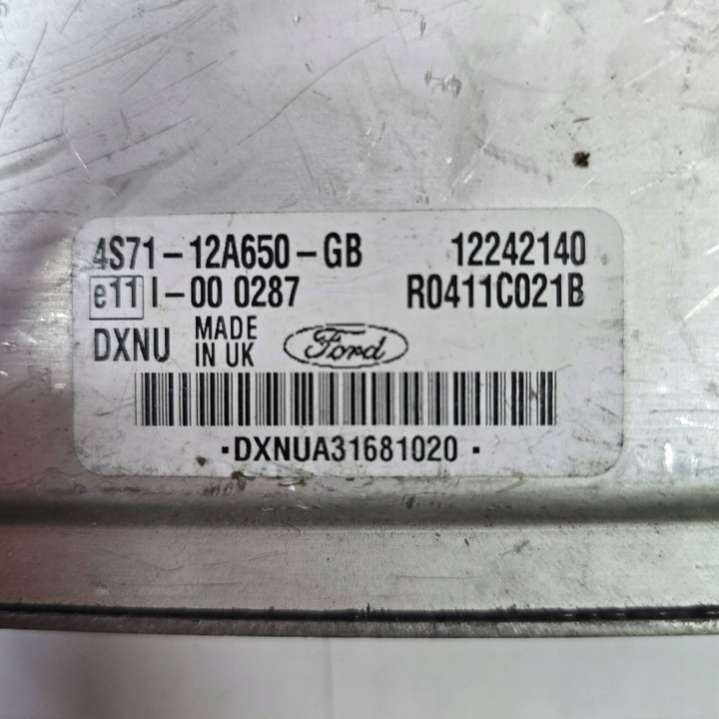 4S71-12A650-GB 12242140
e11 I-00 0287 R0411C021B
DXNU MADE IN UK Ford
·DXNUA31681020·